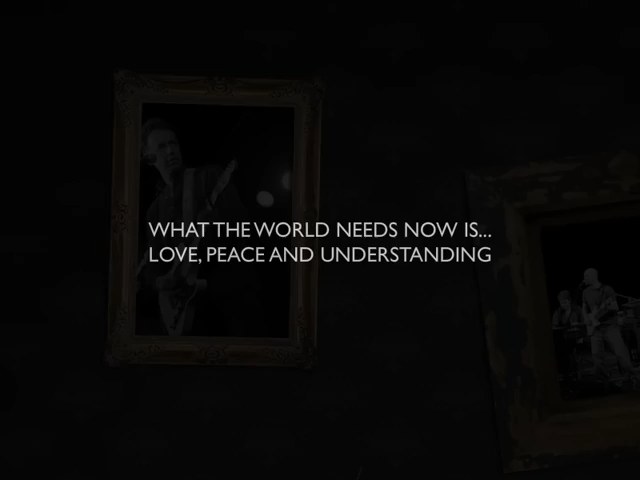 WHAT THE WORLD NEEDS NOW IS...
LOVE, PEACE AND UNDERSTANDING